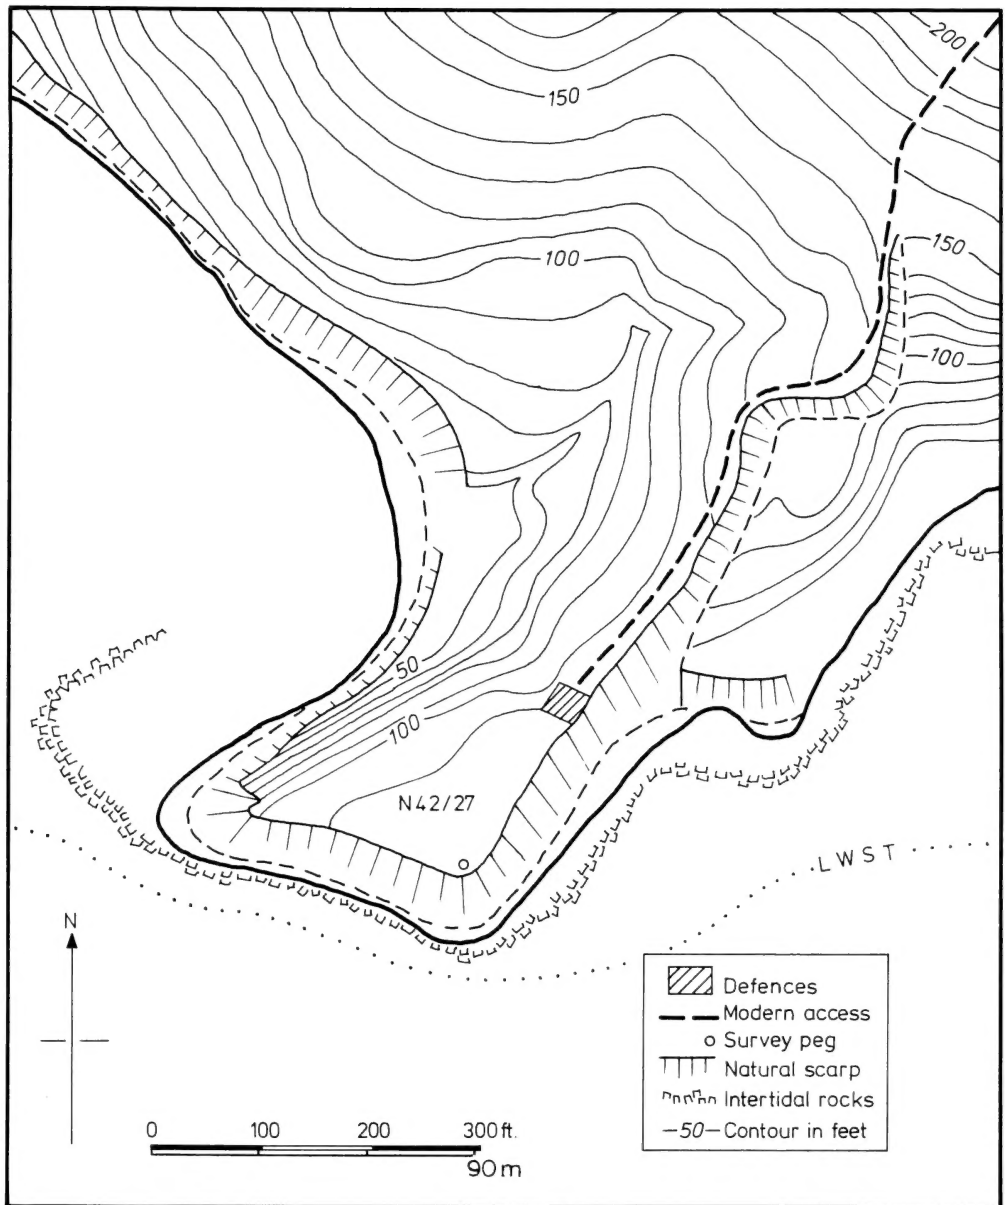 200
150
150
100
100
50
100
N42/27
LWST
N
Defences
Modern access
Survey peg
Natural scarp
Intertidal rocks
-50- Contour in feet
0 100 200 300 ft.
90 m